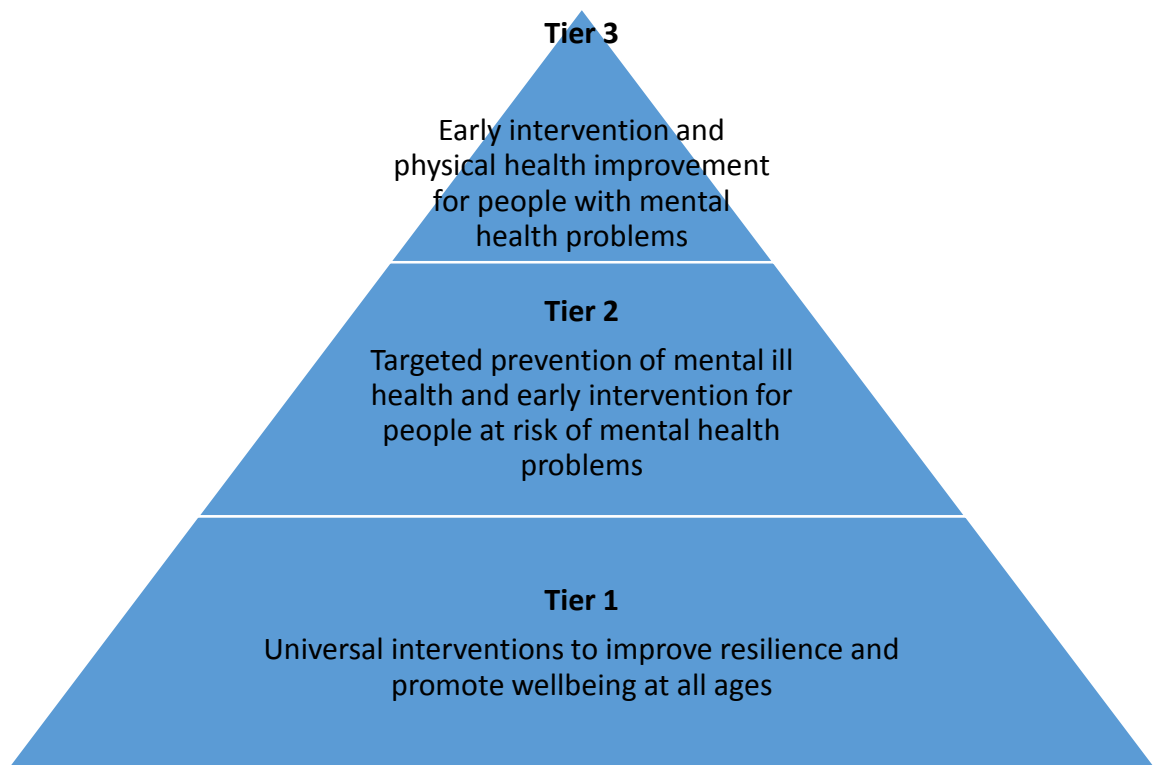 Tier 3
Early intervention and
physical health improvement
for people with mental
health problems
Tier 2
Targeted prevention of mental ill
health and early intervention for
people at risk of mental health
problems
Tier 1
Universal interventions to improve resilience and
promote wellbeing at all ages